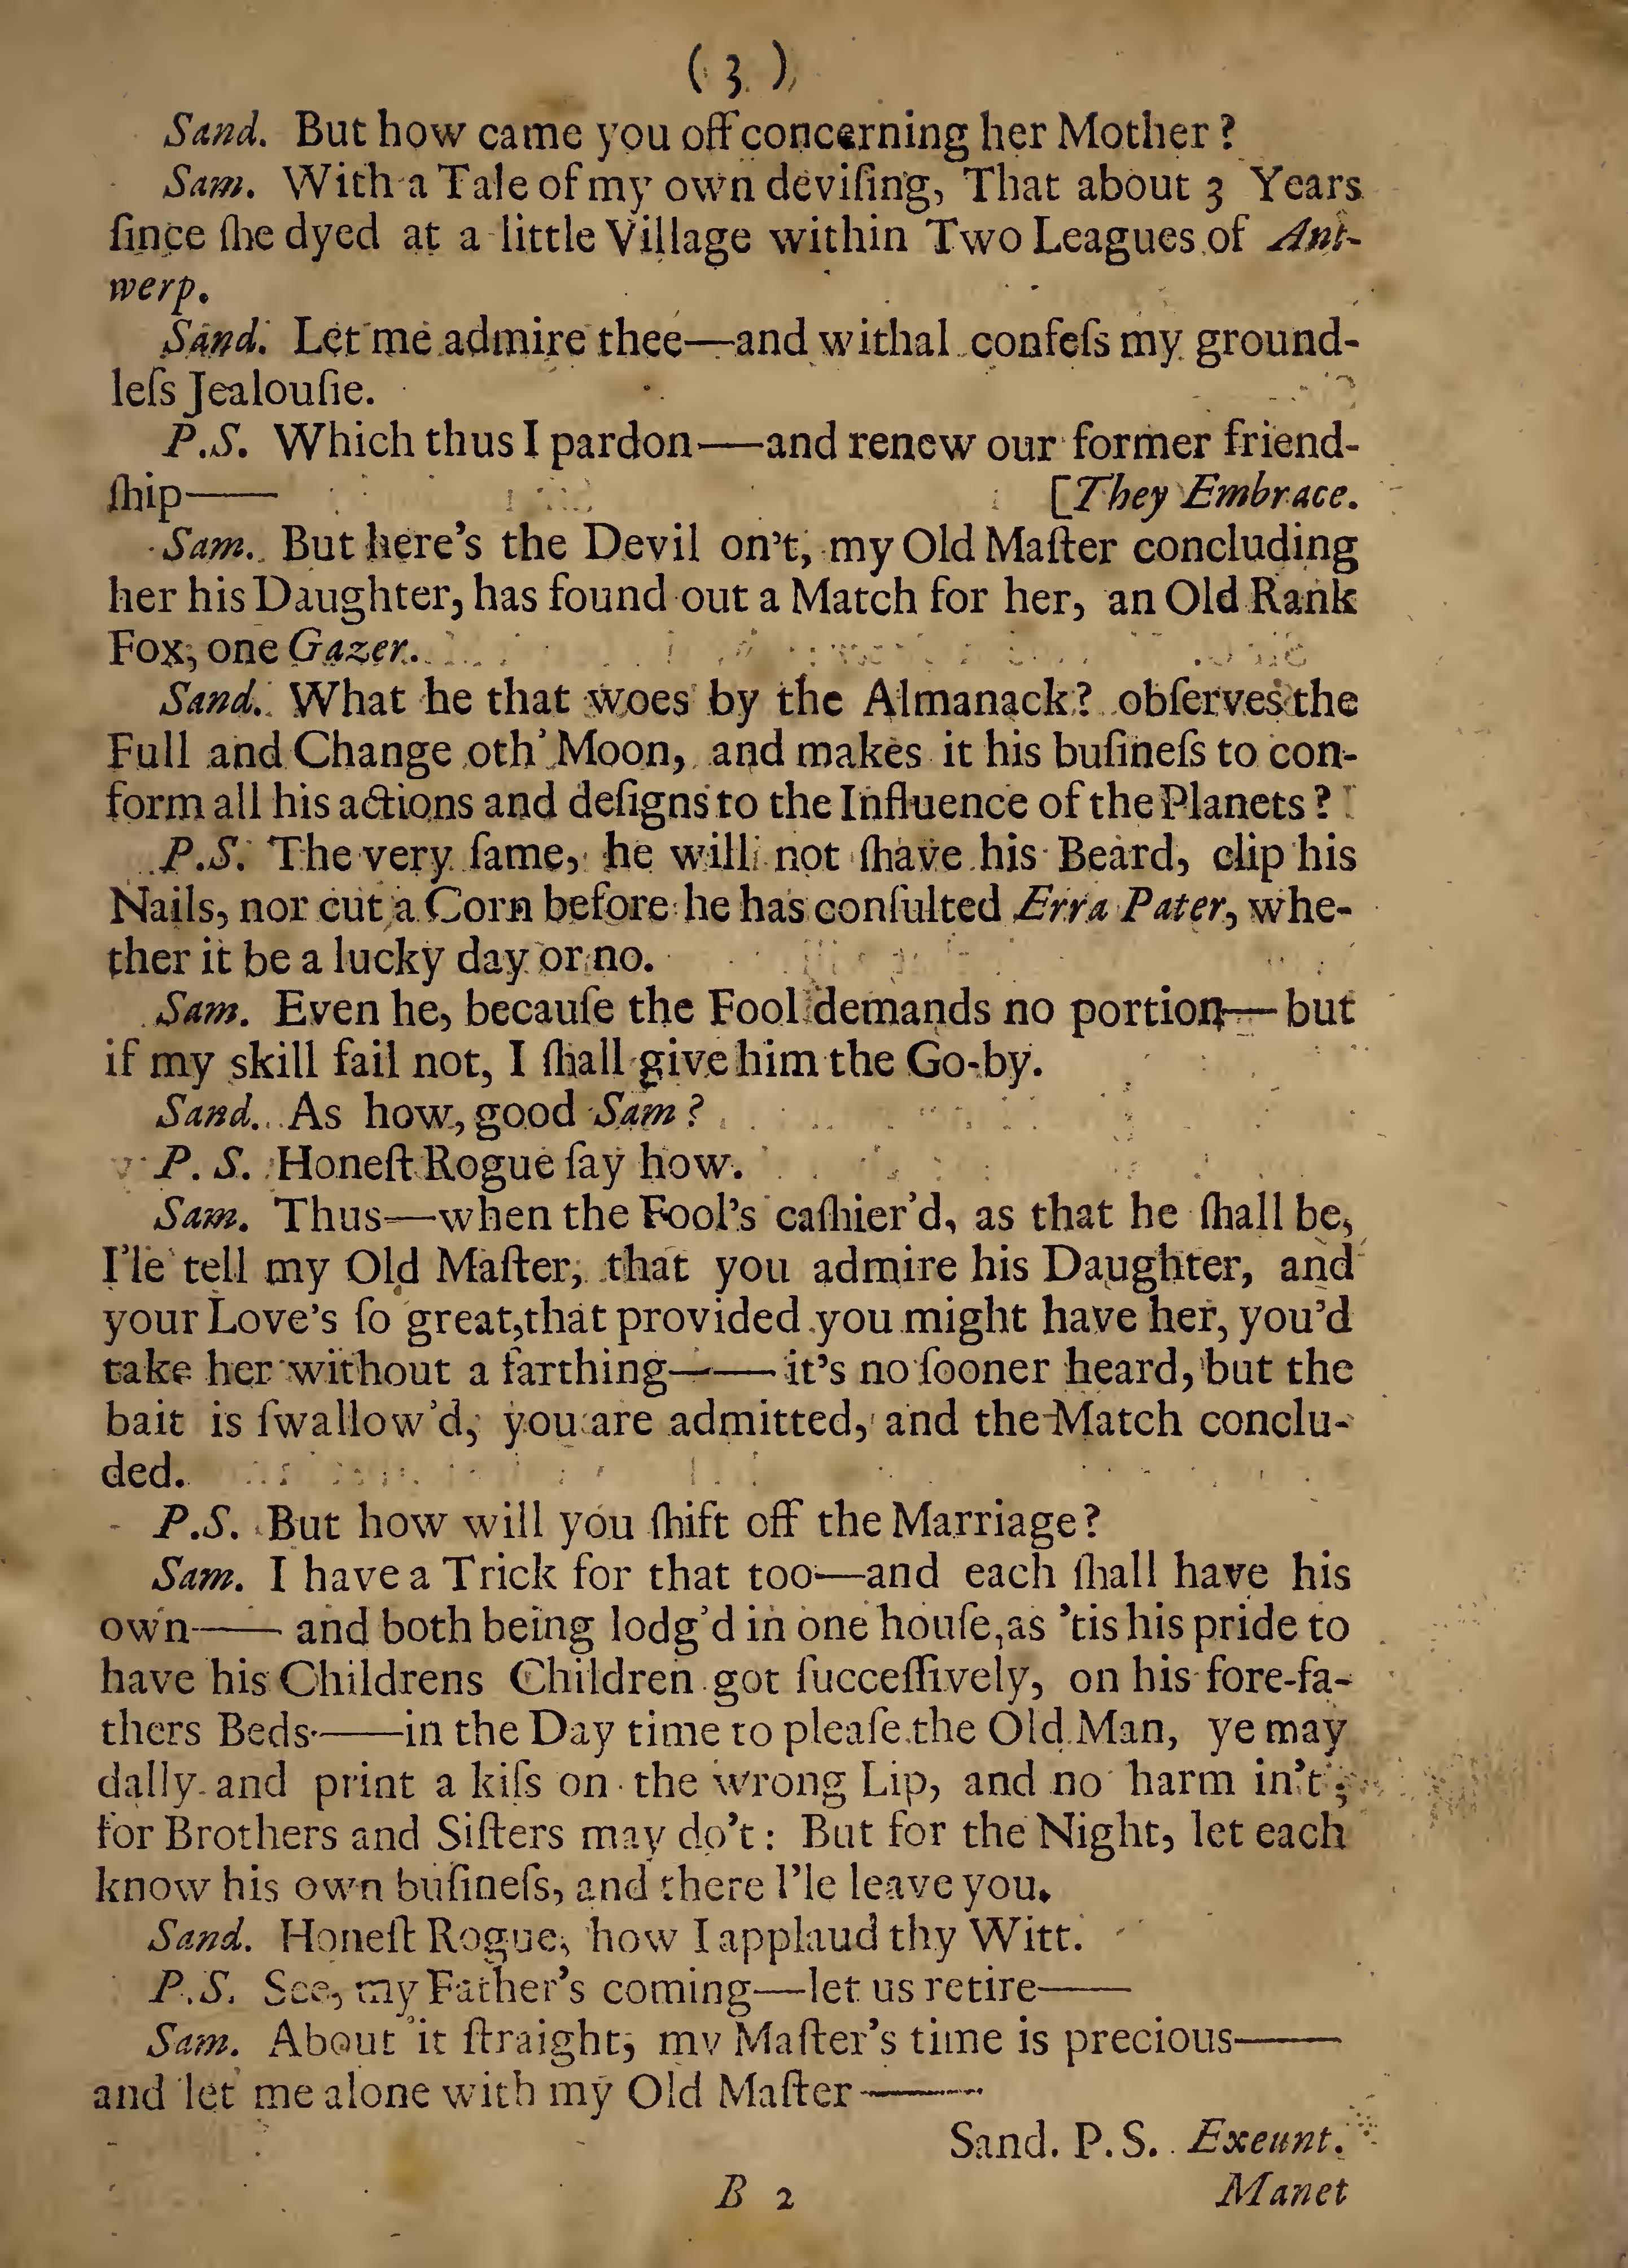 ( 3 )
Sand. But how came you off concerning her Mother?
Sam. With a Tale of my own deviſing, That about 3 Years
ſince ſhe dyed at a little Village within Two Leagues of Ant-
werp.
Sand. Let me admire thee—and withal confeſs my ground-
leſs Jealouſie.
P.S. Which thus I pardon—and renew our former friend-
ſhip— [They Embrace.
Sam. But here's the Devil on't, my Old Maſter concluding
her his Daughter, has found out a Match for her, an Old Rank
Fox, one Gazer.
Sand. What he that woes by the Almanack? obſerves the
Full and Change oth' Moon, and makes it his buſineſs to con-
form all his actions and deſigns to the Influence of the Planets?
P.S. The very ſame, he will not ſhave his Beard, clip his
Nails, nor cut a Corn before he has conſulted Erra Pater, whe-
ther it be a lucky day or no.
Sam. Even he, becauſe the Fool demands no portion—but
if my skill fail not, I ſhall give him the Go-by.
Sand. As how, good Sam?
P. S. Honeſt Rogue ſay how.
Sam. Thus—when the Fool's caſhier'd, as that he ſhall be,
I'le tell my Old Maſter, that you admire his Daughter, and
your Love's ſo great, that provided you might have her, you'd
take her without a farthing—— it's no ſooner heard, but the
bait is ſwallow'd, you are admitted, and the Match conclu-
ded.
P.S. But how will you ſhift off the Marriage?
Sam. I have a Trick for that too—and each ſhall have his
own—— and both being lodg'd in one houſe, as 'tis his pride to
have his Childrens Children got ſucceſſively, on his fore-fa-
thers Beds——in the Day time to pleaſe the Old Man, ye may
dally and print a kiſs on the wrong Lip, and no harm in't;
for Brothers and Siſters may do't: But for the Night, let each
know his own buſineſs, and there I'le leave you.
Sand. Honeſt Rogue, how I applaud thy Witt.
P.S. See, my Father's coming—let us retire——
Sam. About it ſtraight, my Maſter's time is precious——
and let me alone with my Old Maſter——
Sand. P.S. Exeunt.
B 2 Manet